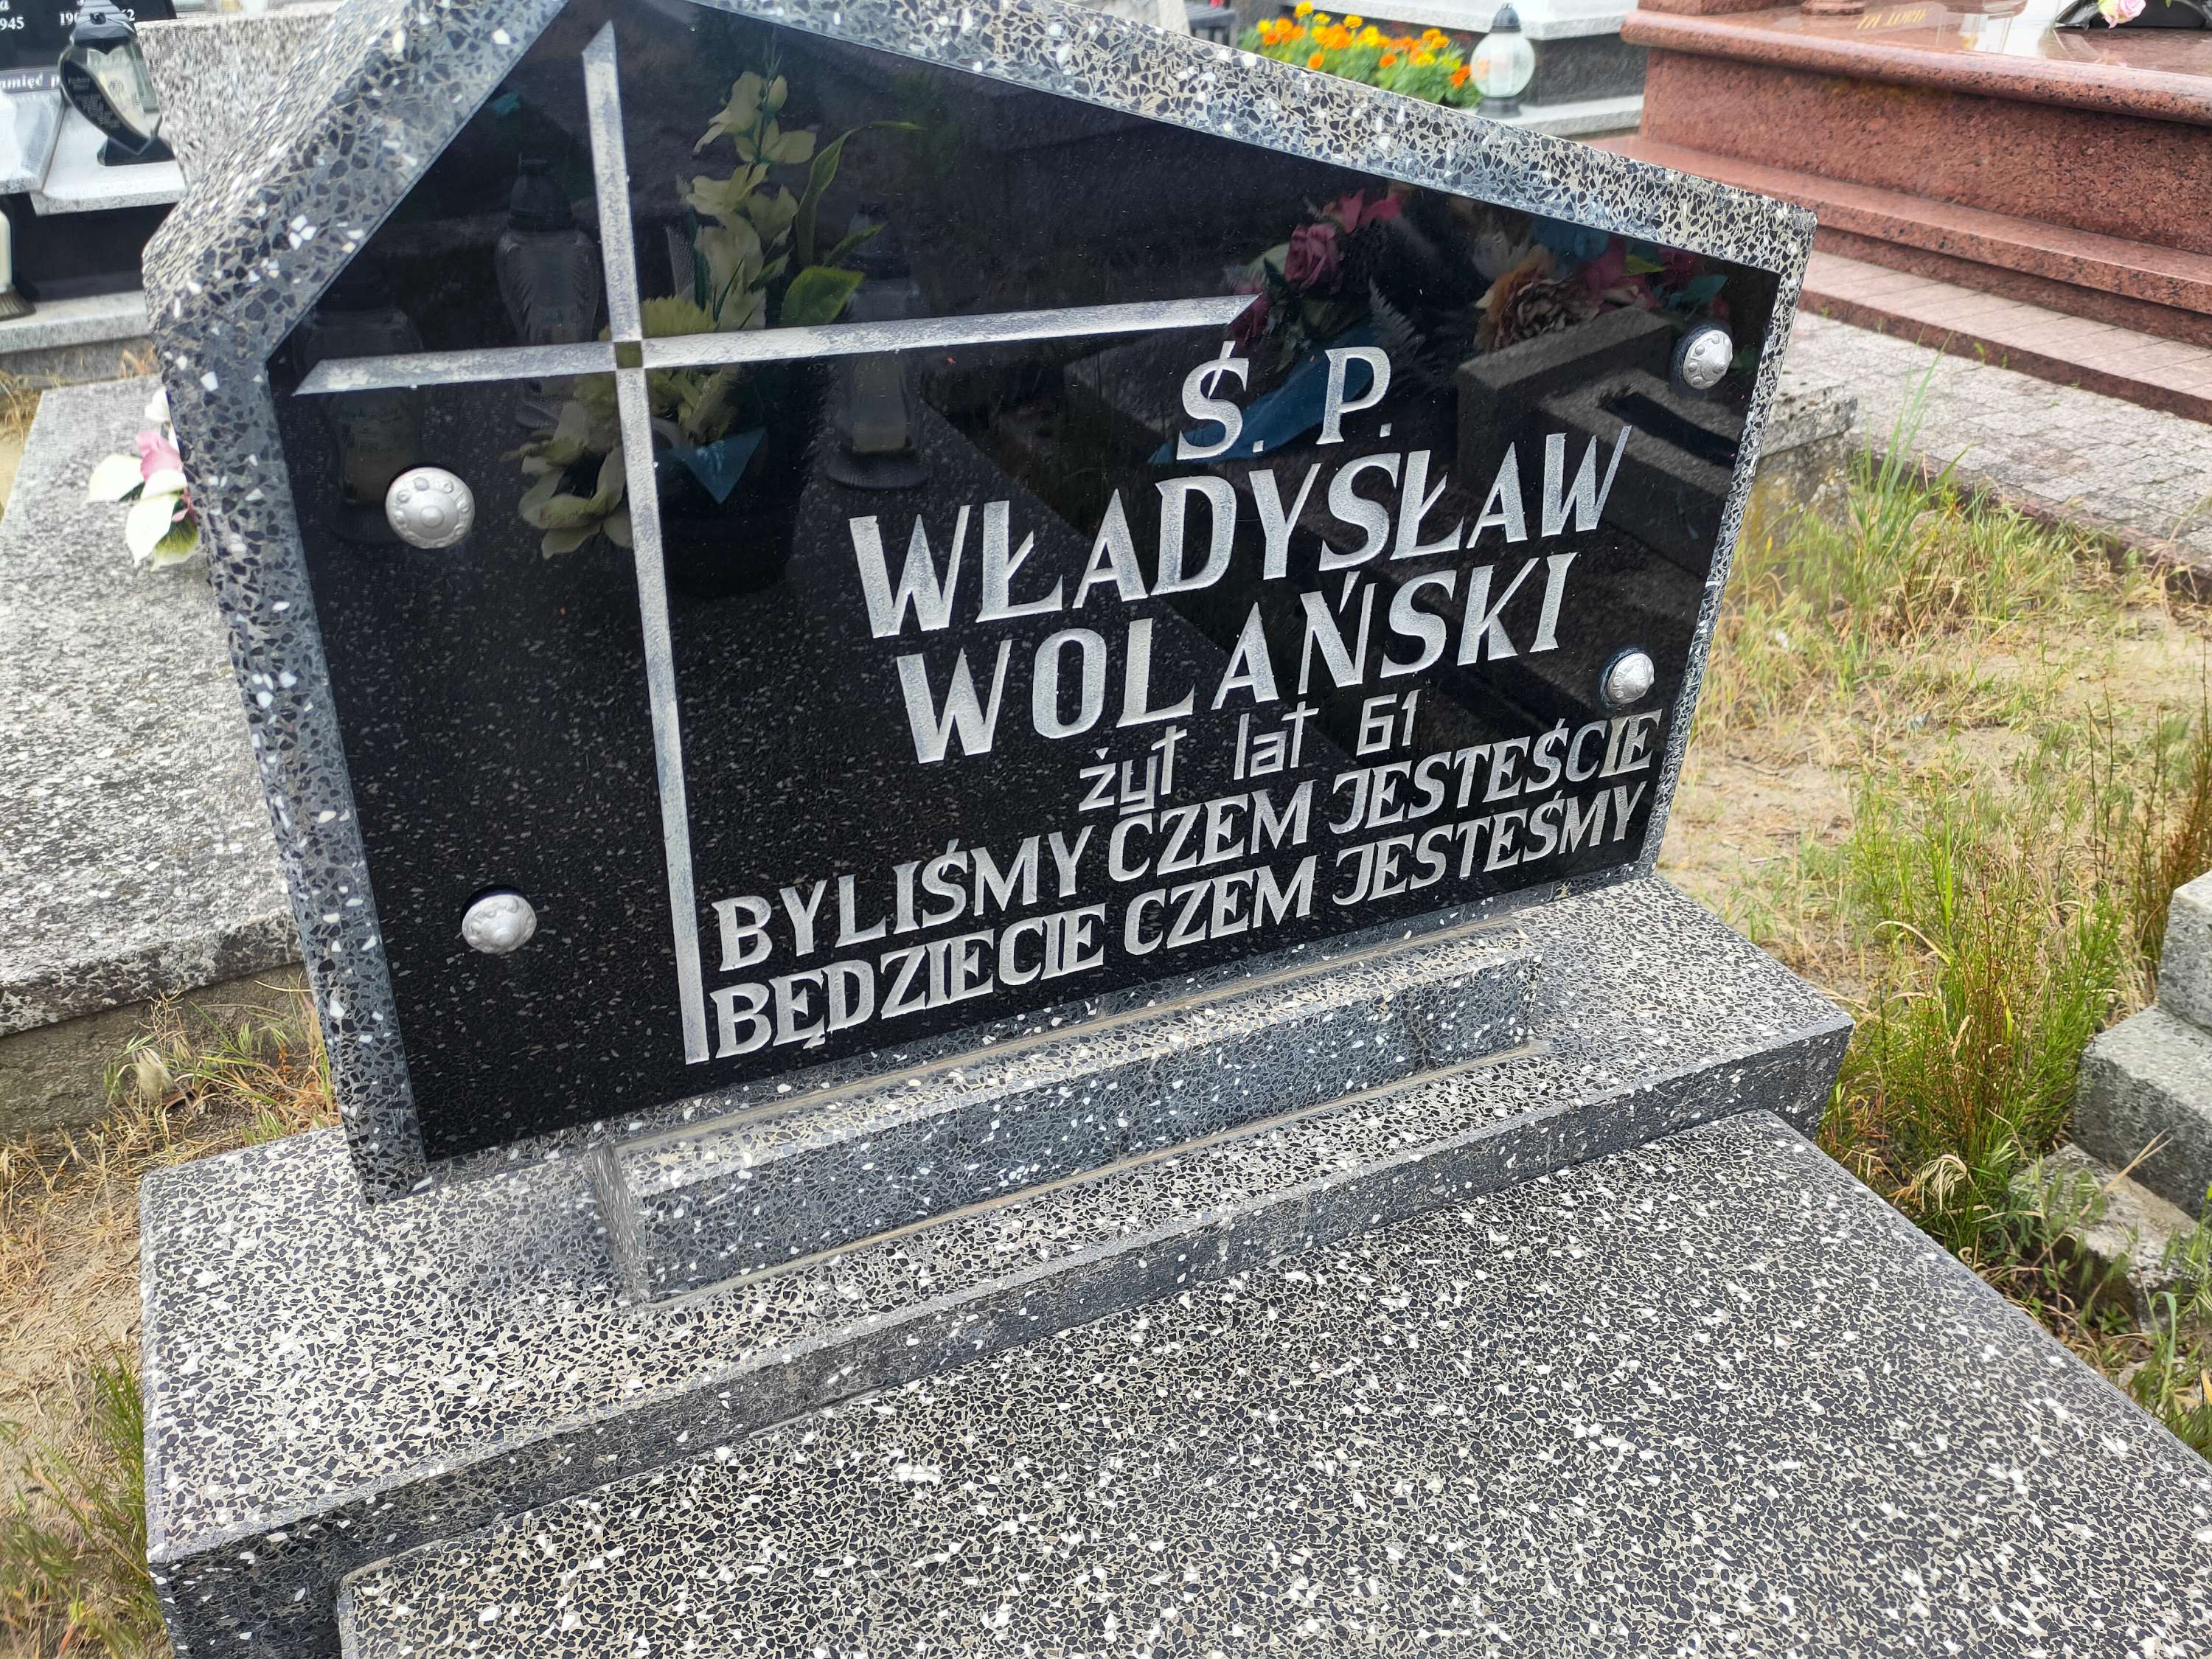 Ś. P.
WŁADYSŁAW
WOLAŃSKI
żył lat 61
BYLIŚMY CZEM JESTEŚCIE
BĘDZIECIE CZEM JESTEŚMY